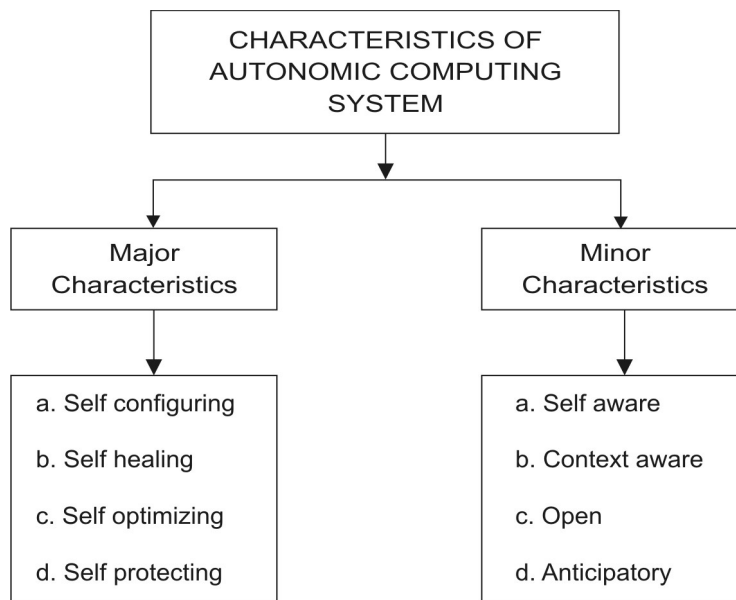 CHARACTERISTICS OF
AUTONOMIC COMPUTING
SYSTEM
Major
Characteristics
Minor
Characteristics
a. Self configuring
b. Self healing
c. Self optimizing
d. Self protecting
a. Self aware
b. Context aware
c. Open
d. Anticipatory